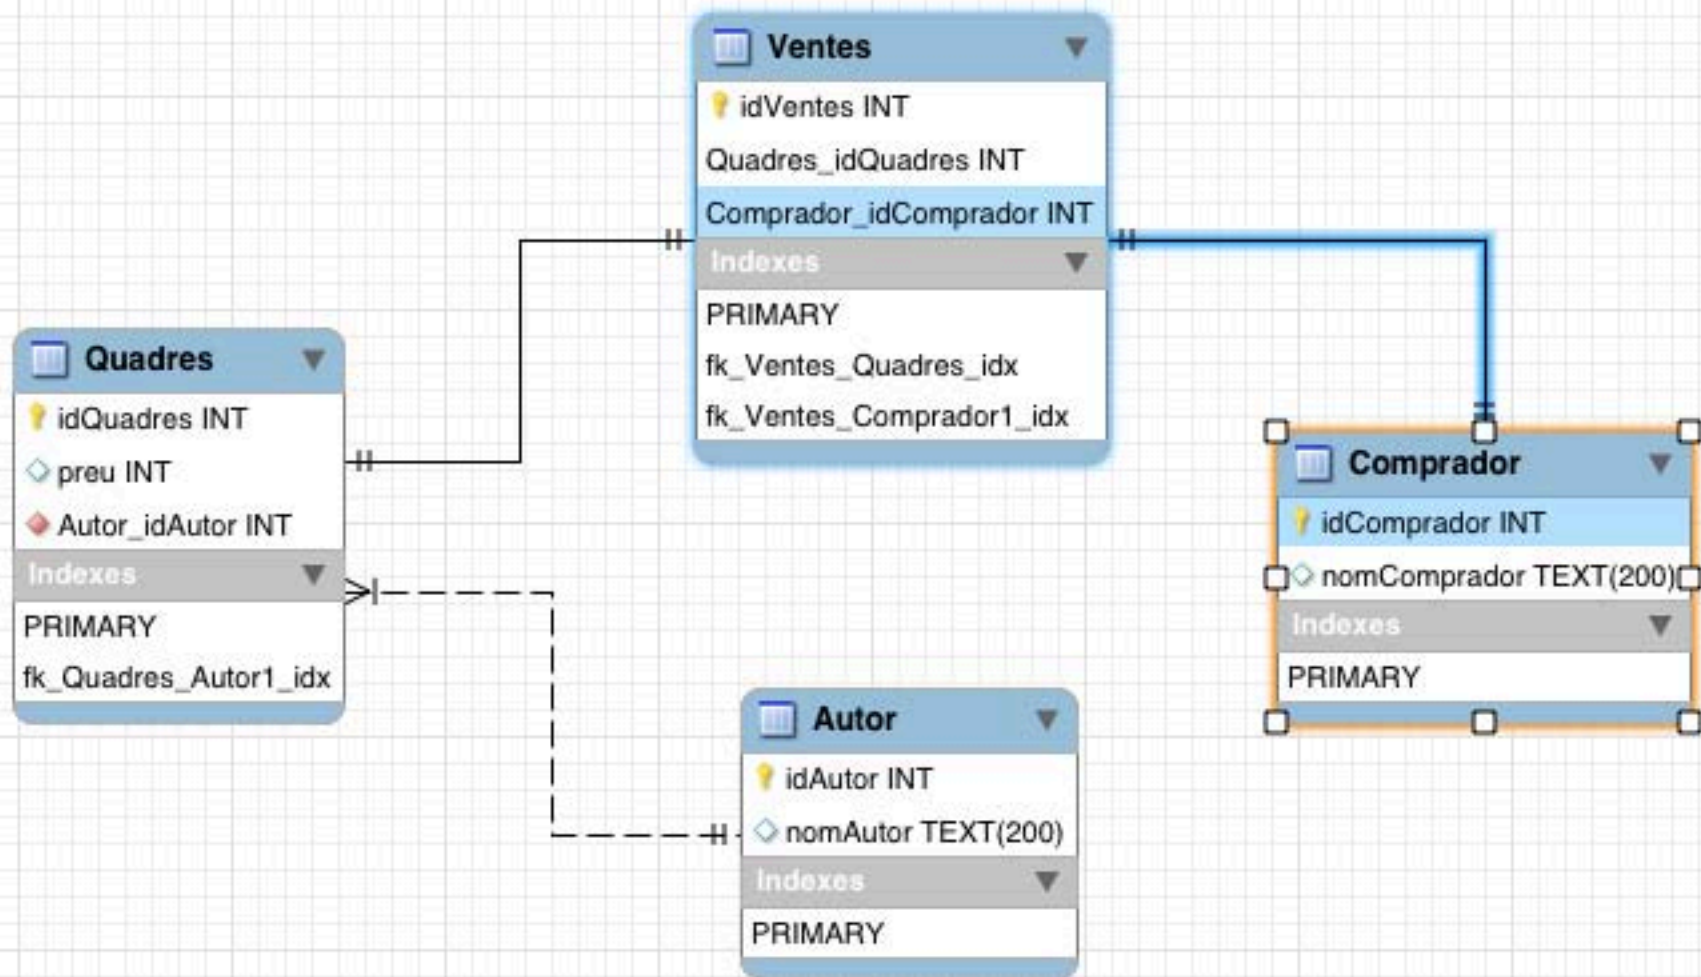 Ventes
idVentes INT
Quadres_idQuadres INT
Comprador_idComprador INT
Indexes
PRIMARY
fk_Ventes_Quadres_idx
fk_Ventes_Comprador1_idx
Quadres
idQuadres INT
preu INT
Autor_idAutor INT
Indexes
PRIMARY
fk_Quadres_Autor1_idx
Comprador
idComprador INT
nomComprador TEXT(200)
Indexes
PRIMARY
Autor
idAutor INT
nomAutor TEXT(200)
Indexes
PRIMARY